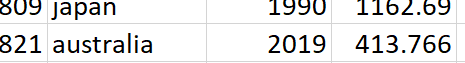 809 japan 1990 1162.69
821 australia 2019 413.766